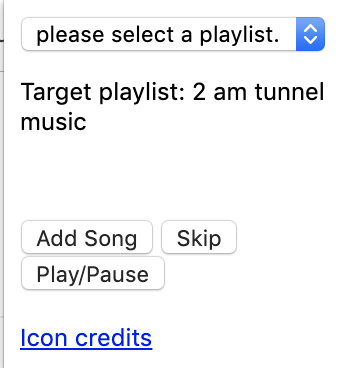 please select a playlist.
Target playlist: 2 am tunnel
music
Add Song Skip
Play/Pause
Icon credits